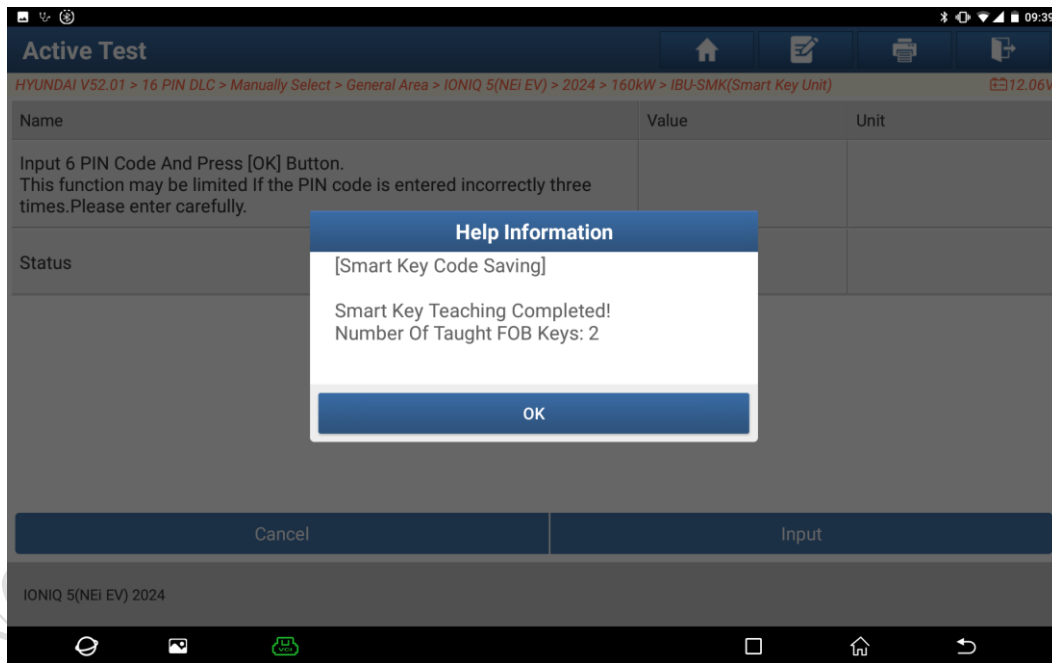 09:39
Active Test
HYUNDAI V52.01 > 16 PIN DLC > Manually Select > General Area > IONIQ 5(NEi EV) > 2024 > 160kW > IBU-SMK(Smart Key Unit)
12.06V
Name
Value
Unit
Input 6 PIN Code And Press [OK] Button.
This function may be limited If the PIN code is entered incorrectly three
times.Please enter carefully.
Status
Help Information
[Smart Key Code Saving]
Smart Key Teaching Completed!
Number Of Taught FOB Keys: 2
OK
Cancel
Input
IONIQ 5(NEi EV) 2024
VCI